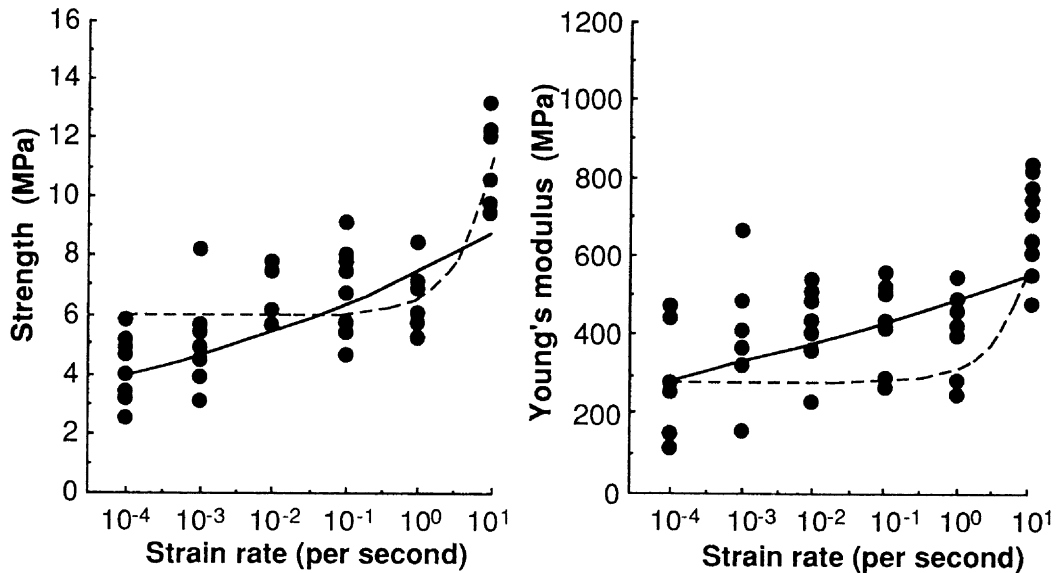 Strength (MPa)
16
14
12
10
8
6
4
2
0
10⁻⁴ 10⁻³ 10⁻² 10⁻¹ 10⁰ 10¹
Strain rate (per second)
Young's modulus (MPa)
1200
1000
800
600
400
200
0
10⁻⁴ 10⁻³ 10⁻² 10⁻¹ 10⁰ 10¹
Strain rate (per second)